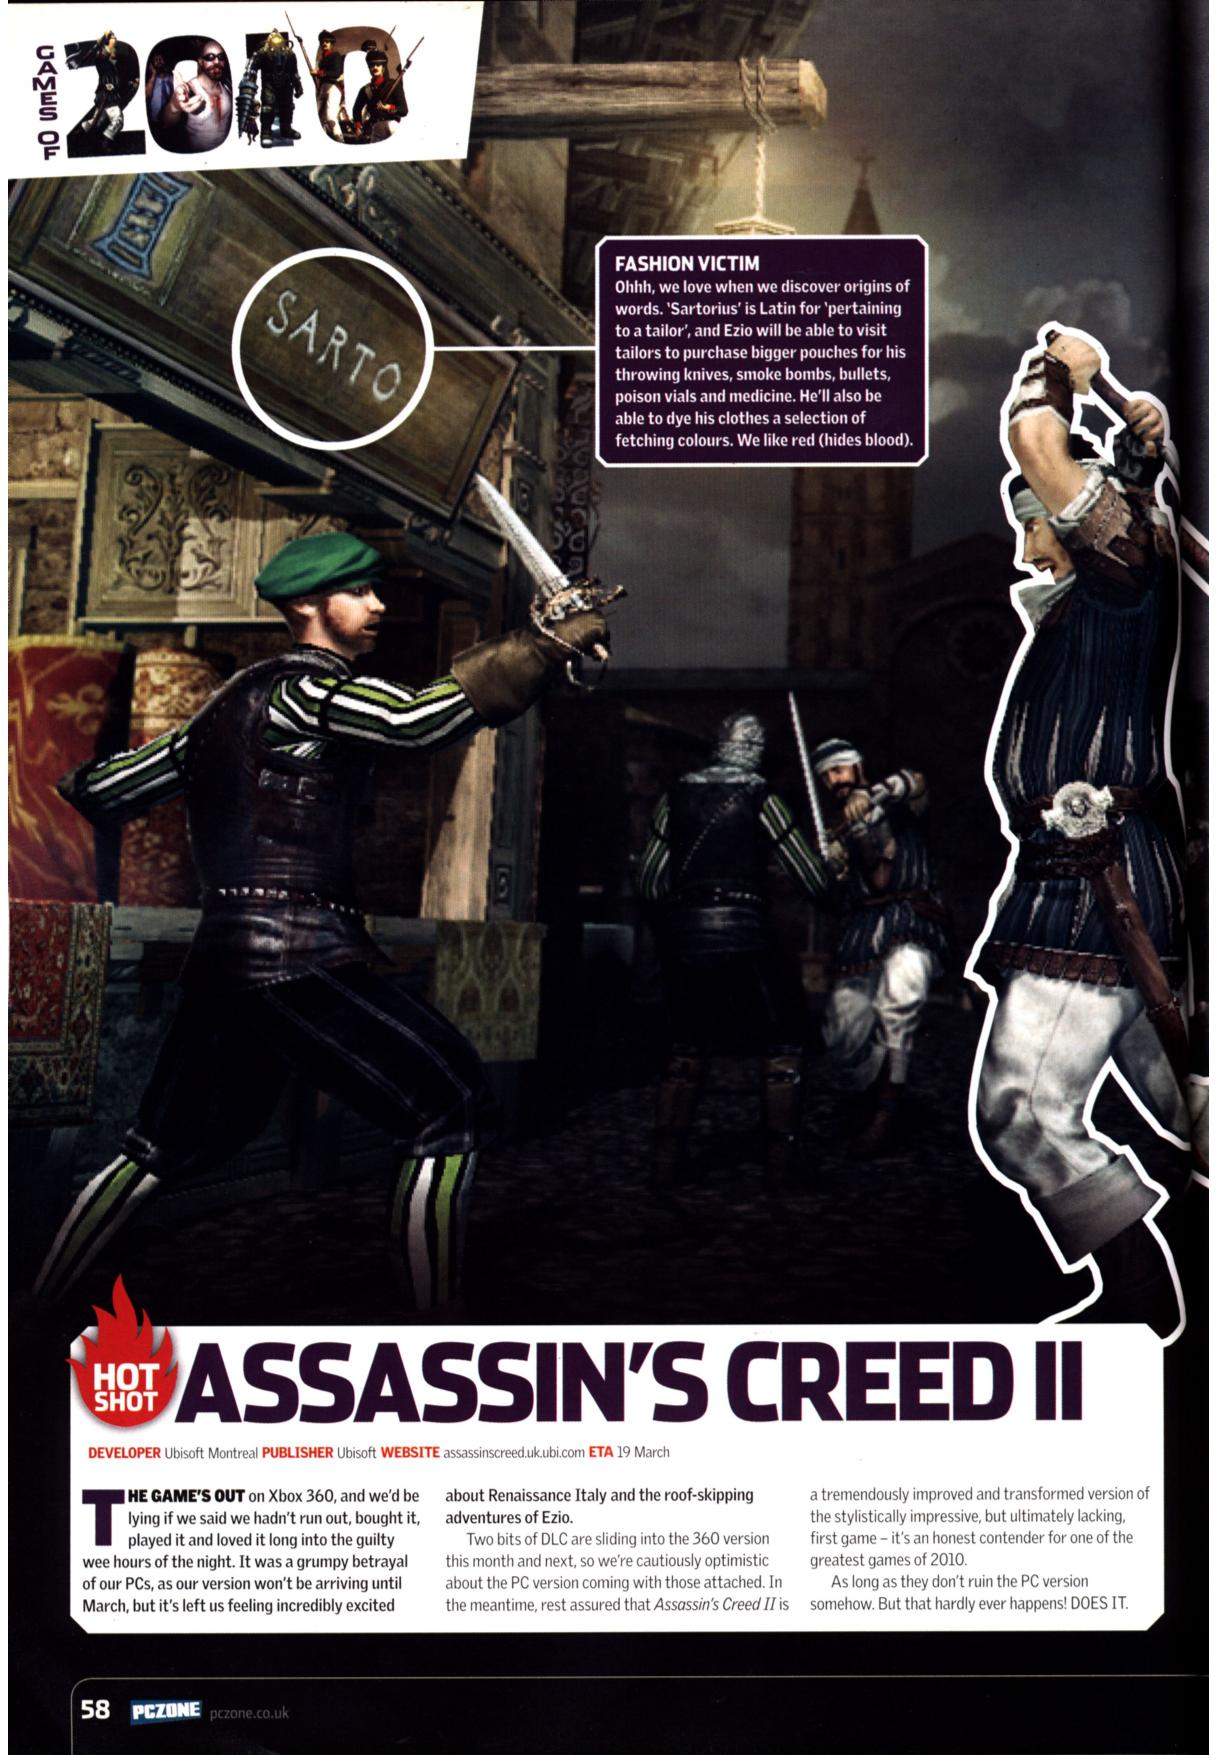 GAMES OF
2010
SARTO
FASHION VICTIM
Ohhh, we love when we discover origins of
words. ‘Sartorius’ is Latin for ‘pertaining
to a tailor’, and Ezio will be able to visit
tailors to purchase bigger pouches for his
throwing knives, smoke bombs, bullets,
poison vials and medicine. He’ll also be
able to dye his clothes a selection of
fetching colours. We like red (hides blood).
HOT
SHOT
ASSASSIN’S CREED II
DEVELOPER Ubisoft Montreal PUBLISHER Ubisoft WEBSITE assassinscreed.uk.ubi.com ETA 19 March
THE GAME’S OUT on Xbox 360, and we’d be
lying if we said we hadn’t run out, bought it,
played it and loved it long into the guilty
wee hours of the night. It was a grumpy betrayal
of our PCs, as our version won’t be arriving until
March, but it’s left us feeling incredibly excited
about Renaissance Italy and the roof-skipping
adventures of Ezio.
Two bits of DLC are sliding into the 360 version
this month and next, so we’re cautiously optimistic
about the PC version coming with those attached. In
the meantime, rest assured that Assassin’s Creed II is
a tremendously improved and transformed version of
the stylistically impressive, but ultimately lacking,
first game – it’s an honest contender for one of the
greatest games of 2010.
As long as they don’t ruin the PC version
somehow. But that hardly ever happens! DOES IT.
58 PCZONE pczone.co.uk